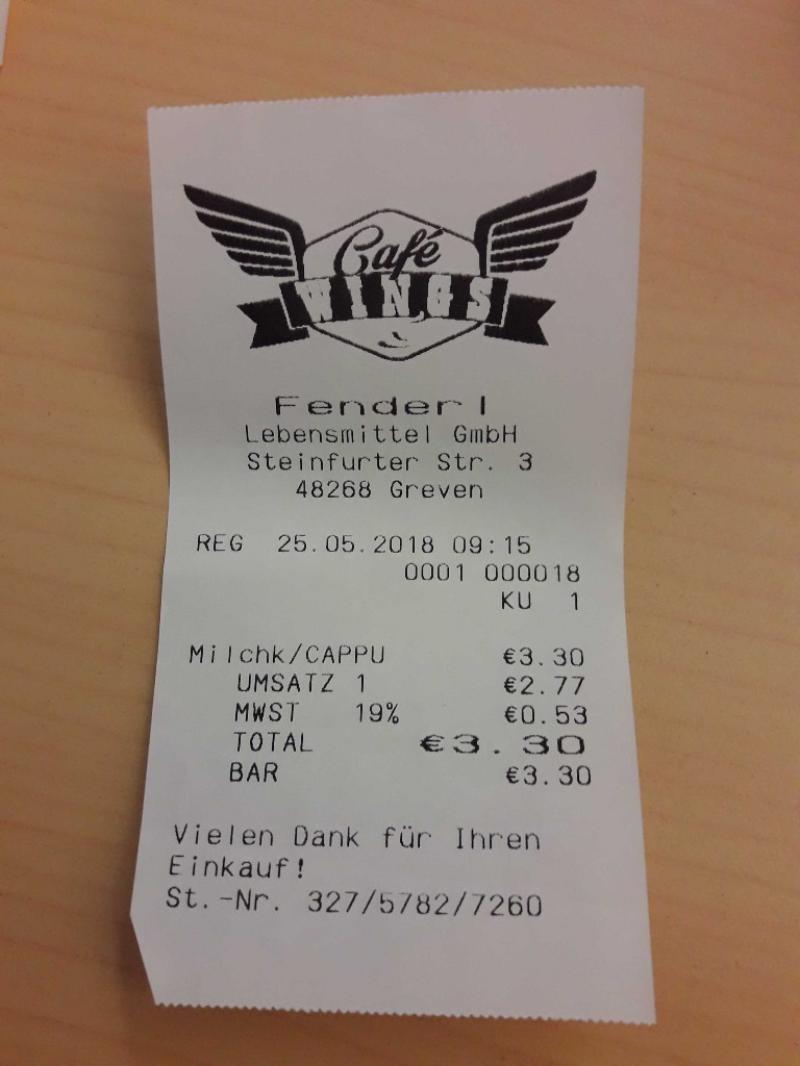 Café
WINGS
Fenderl
Lebensmittel GmbH
Steinfurter Str. 3
48268 Greven
REG 25.05.2018 09:15
0001 000018
KU 1
Milchk/CAPPU €3.30
UMSATZ 1 €2.77
MWST 19% €0.53
TOTAL €3.30
BAR €3.30
Vielen Dank für Ihren
Einkauf!
St.-Nr. 327/5782/7260